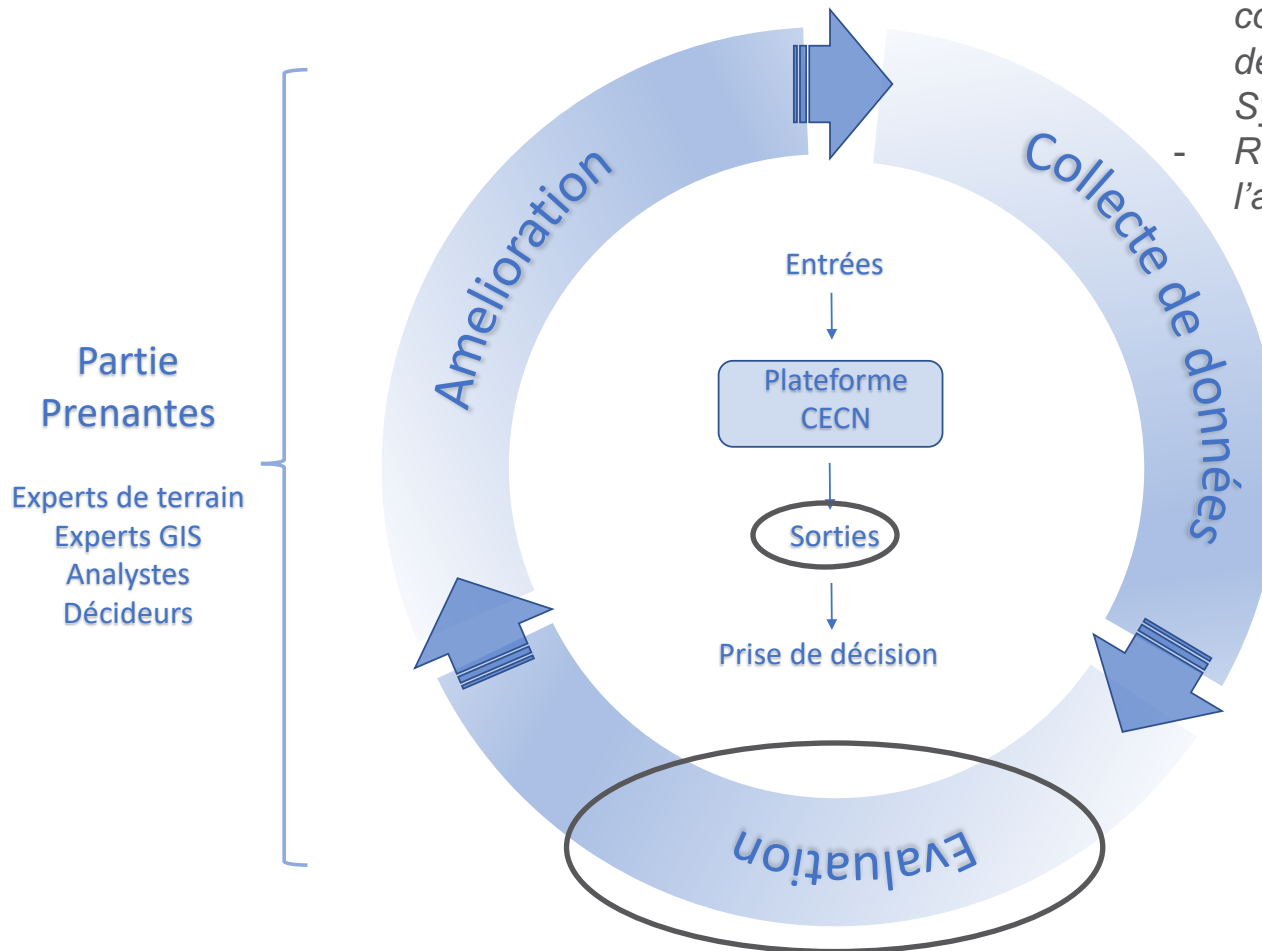 Partie
Prenantes
Experts de terrain
Experts GIS
Analystes
Décideurs
Amelioration
Collecte de données
Evaluation
Entrées
Plateforme
CECN
Sorties
Prise de décision
-
l'a